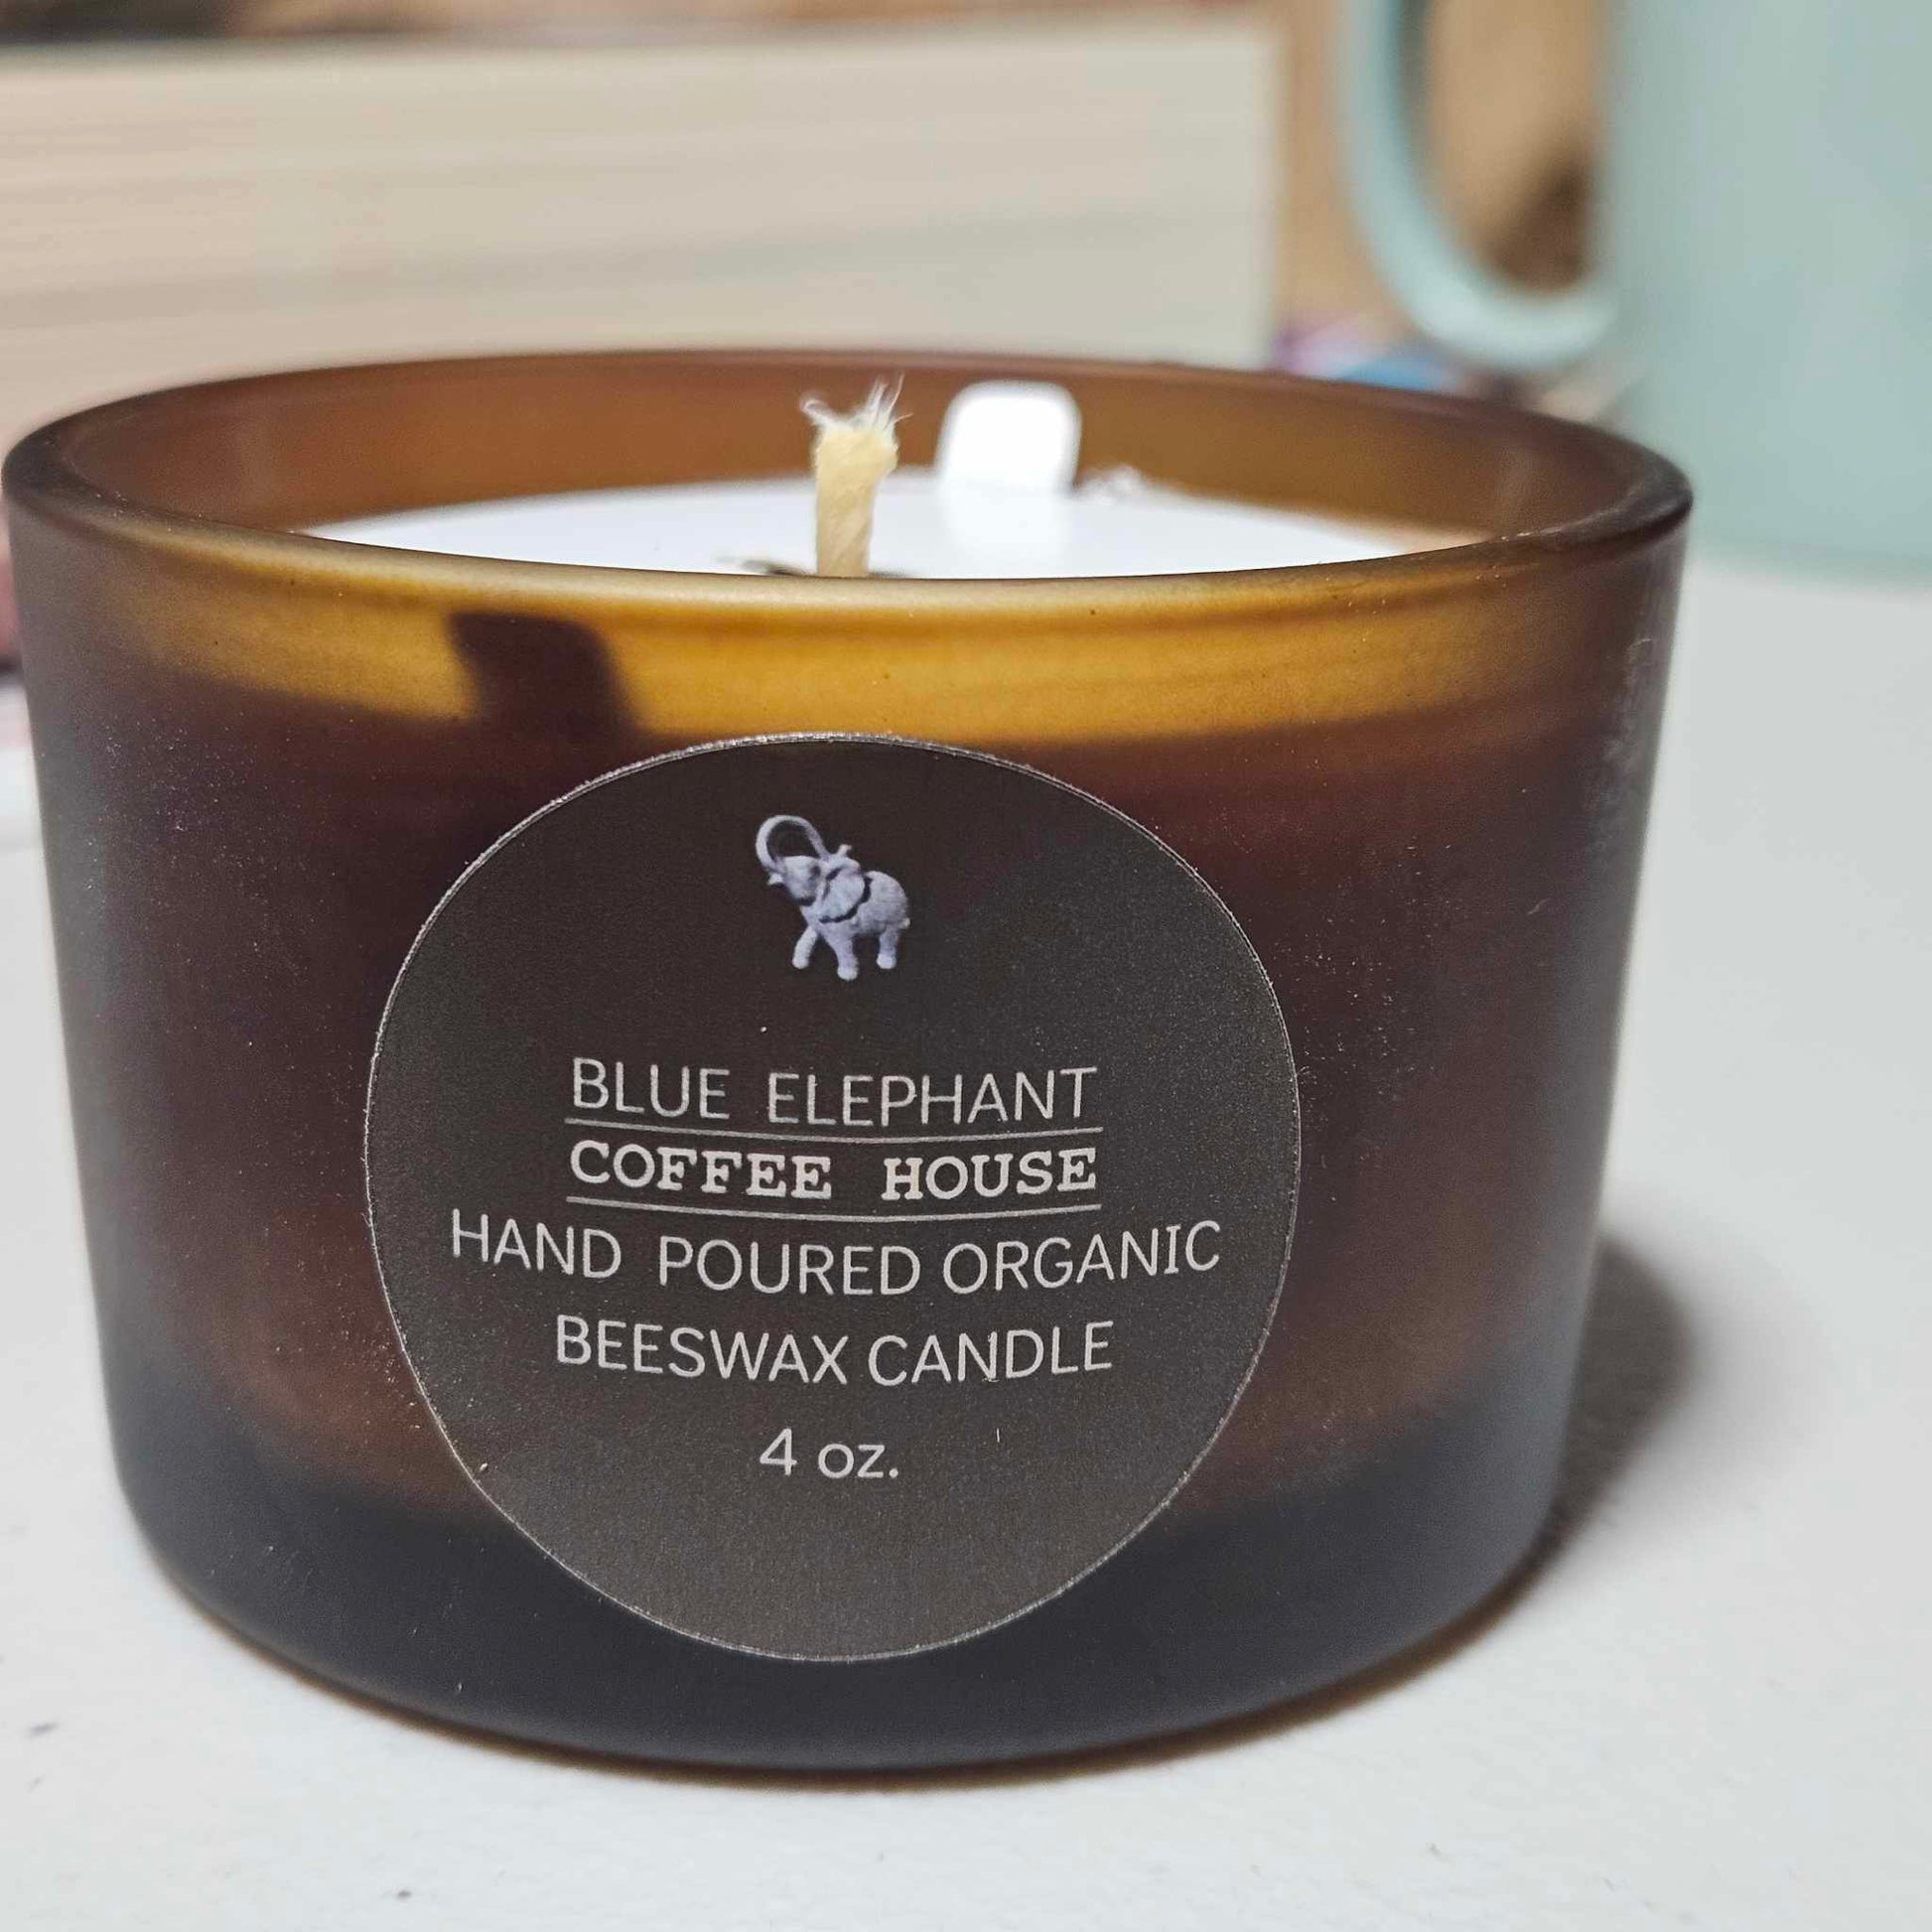 BLUE ELEPHANT
COFFEE HOUSE
HAND POURED ORGANIC
BEESWAX CANDLE
4 oz.